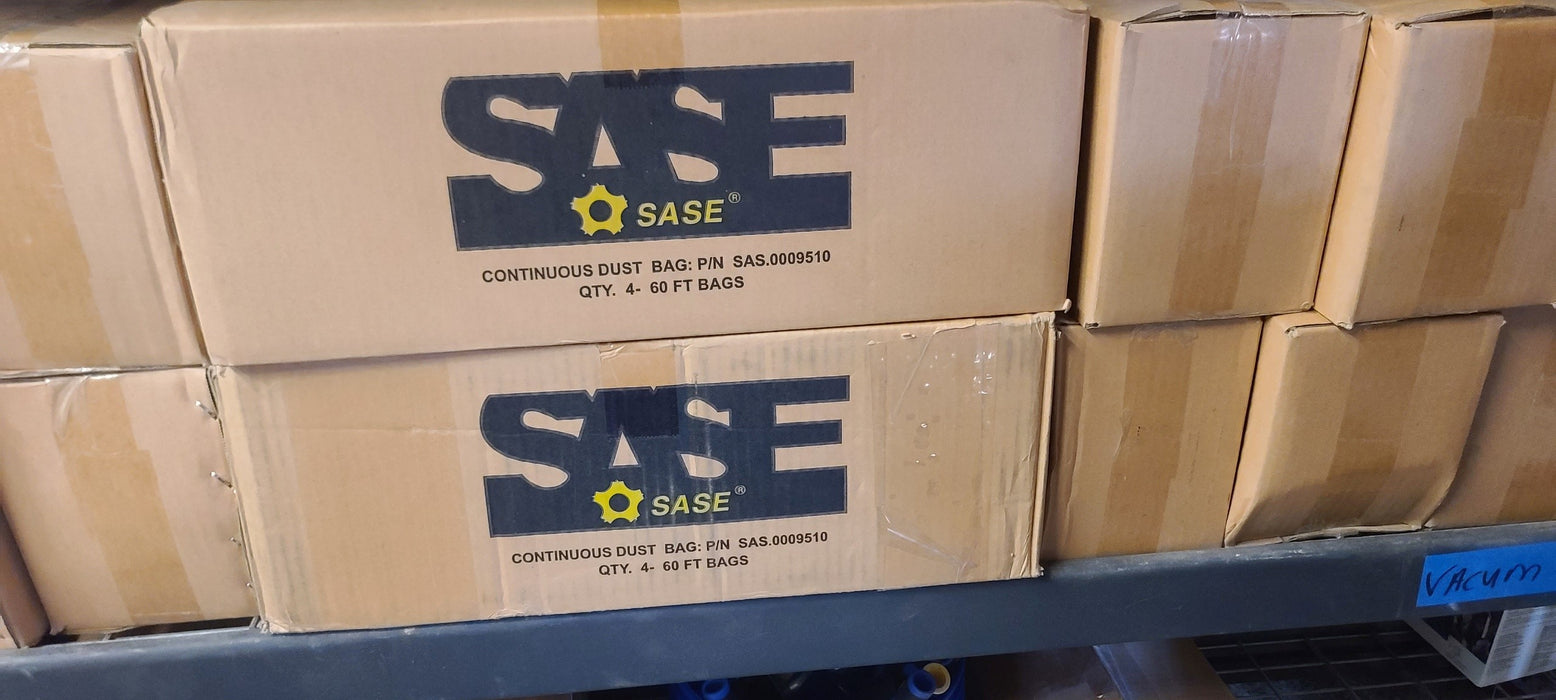 SASE
SASE®
CONTINUOUS DUST BAG: P/N SAS.0009510
QTY. 4- 60 FT BAGS
SASE
SASE®
CONTINUOUS DUST BAG: P/N SAS.0009510
QTY. 4- 60 FT BAGS
VACUM